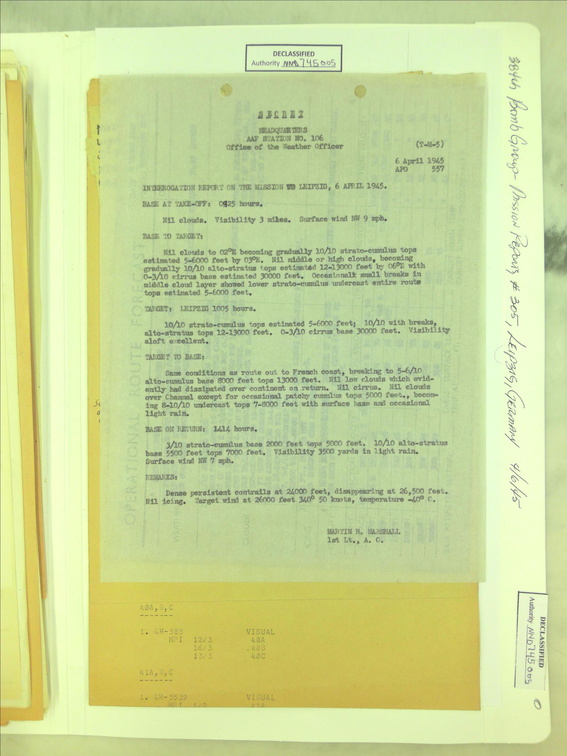 DECLASSIFIED
Authority NND 745005
SECRET
HEADQUARTERS
AAF STATION NO. 106
Office of the Weather Officer
(T-M-5)
6 April 1945
APO 557
INTERROGATION REPORT ON THE MISSION TO LEIPZIG, 6 APRIL 1945.
BASE AT TAKE-OFF: 0625 hours.
Nil clouds. Visibility 3 miles. Surface wind NW 9 mph.
BASE TO TARGET:
Nil clouds to 02°E becoming gradually 10/10 strato-cumulus tops
estimated 5-6000 feet by 03°E. Nil middle or high clouds, becoming
gradually 10/10 alto-stratus tops estimated 12-13000 feet by 06°E with
0-3/10 cirrus base estimated 30000 feet. Occasional small breaks in
middle cloud layer showed lower strato-cumulus undercast entire route
tops estimated 5-6000 feet.
TARGET: LEIPZIG 1005 hours.
10/10 strato-cumulus tops estimated 5-6000 feet; 10/10 with breaks,
alto-stratus tops 12-13000 feet. 0-3/10 cirrus base 30000 feet. Visibility
aloft excellent.
TARGET TO BASE:
Same conditions as route out to French coast, breaking to 5-6/10
alto-cumulus base 8000 feet tops 13000 feet. Nil low clouds which evid-
ently had dissipated over continent on return. Nil cirrus. Nil clouds
over Channel except for occasional patchy cumulus tops 5000 feet., becom-
ing 8-10/10 undercast tops 7-8000 feet with surface base and occasional
light rain.
BASE ON RETURN: 1414 hours.
3/10 strato-cumulus base 2000 feet tops 5000 feet. 10/10 alto-stratus
base 5500 feet tops 7000 feet. Visibility 3500 yards in light rain.
Surface wind NW 7 mph.
REMARKS:
Dense persistent contrails at 24000 feet, disappearing at 26,500 feet.
Nil icing. Target wind at 26000 feet 340° 50 knots, temperature -40° C.
MARTIN M. MARSHALL
1st Lt., A. C.
1. 4H-
VISUAL
MPI 12/3 40A
16/3 40B
13/3 40C
41A,B,C
VISUAL
384th Bomb Group - Mission Reports # 305, LEIPZIG, GERMANY 4/6/45
DECLASSIFIED
Authority NND 745005